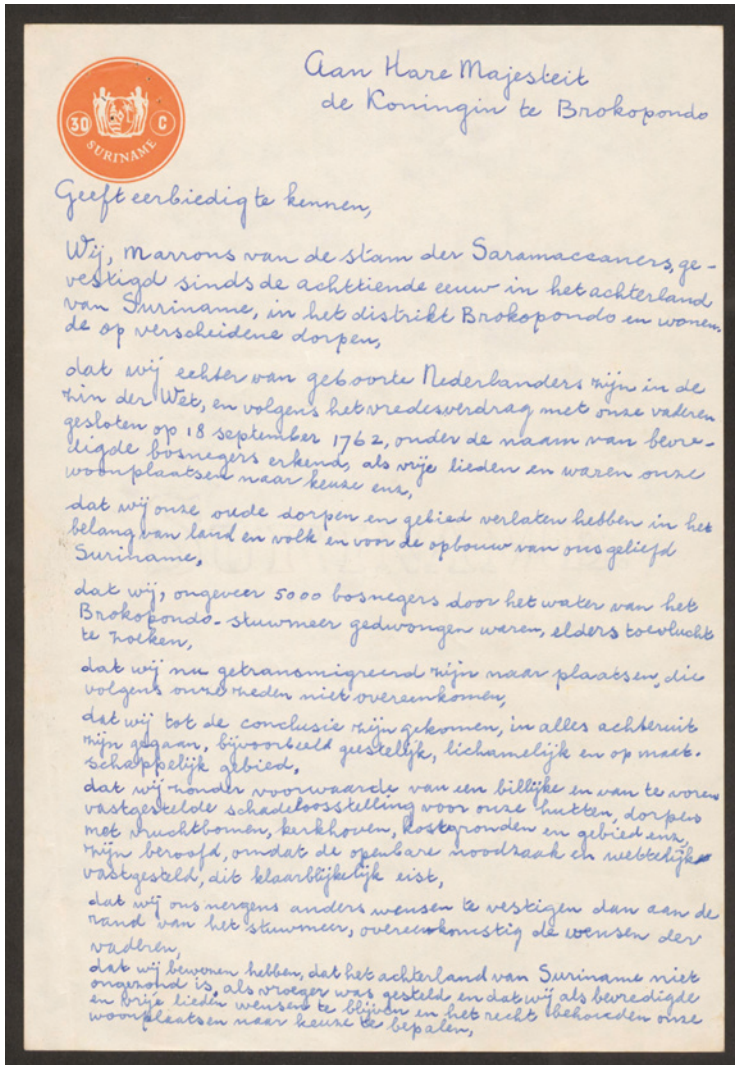 30 C
SURINAME
Aan Hare Majesteit
de Koningin te Brokopondo
Geeft eerbiedig te kennen,
Wij, Marrons van de stam der Saramaccaners, ge-
vestigd sinds de achttiende eeuw in het achterland
van Suriname, in het distrikt Brokopondo en wonen-
de op verscheidene dorpen,
dat wij echter van geboorte Nederlanders zijn in de
zin der Wet, en volgens het vredesverdrag met onze vaderen
gesloten op 18 september 1762, onder de naam van bevre-
digde bosnegers erkend, als vrije lieden en waren onze
woonplaatsen naar keuze enz,
dat wij onze oude dorpen en gebied verlaten hebben in het
belang van land en volk en voor de opbouw van ons geliefd
Suriname,
dat wij, ongeveer 5000 bosnegers door het water van het
Brokopondo-stuwmeer gedwongen waren, elders toevlucht
te zoeken,
dat wij nu getransmigreerd zijn naar plaatsen, die
volgens onze zeden niet overeenkomen,
dat wij tot de conclusie zijn gekomen, in alles achteruit
zijn gegaan, bijvoorbeeld geestelijk, lichamelijk en op maat-
schappelijk gebied,
dat wij zonder voorwaarde van een billijke en van te voren
vastgestelde schadeloosstelling voor onze hutten, dorpen
met vruchtbomen, kerkhoven, kostgronden en gebied enz,
zijn beroofd, omdat de openbare noodzaak en wettelijk
vastgesteld, dit klaarblijkelijk eist,
dat wij ons nergens anders wensen te vestigen dan aan de
rand van het stuwmeer, overeenkomstig de wensen der
vaderen,
dat wij bewezen hebben, dat het achterland van Suriname niet
ongezond is, als vroeger was gesteld en dat wij als bevredigde
en vrije lieden wensen te blijven en het recht behouden onze
woonplaatsen naar keuze te bepalen,